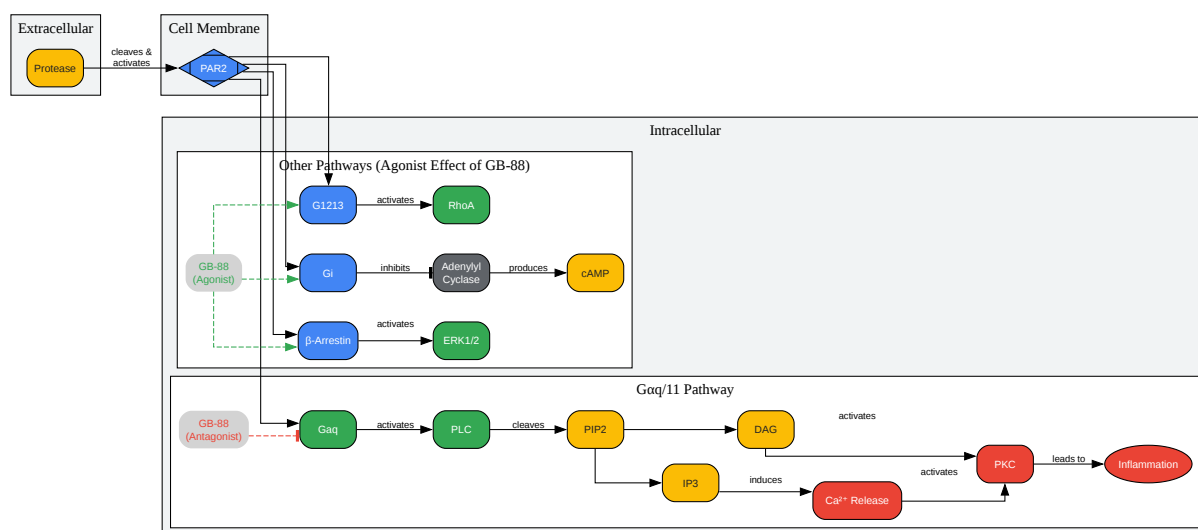 Extracellular
Cell Membrane
Protease
cleaves &
activates
PAR2
Intracellular
Other Pathways (Agonist Effect of GB-88)
G1213
activates
RhoA
GB-88
(Agonist)
Gi
inhibits
Adenylyl
Cyclase
produces
cAMP
β-Arrestin
activates
ERK1/2
Gαq/11 Pathway
GB-88
(Antagonist)
Gaq
activates
PLC
cleaves
PIP2
DAG
activates
IP3
induces
Ca²⁺ Release
activates
PKC
leads to
Inflammation